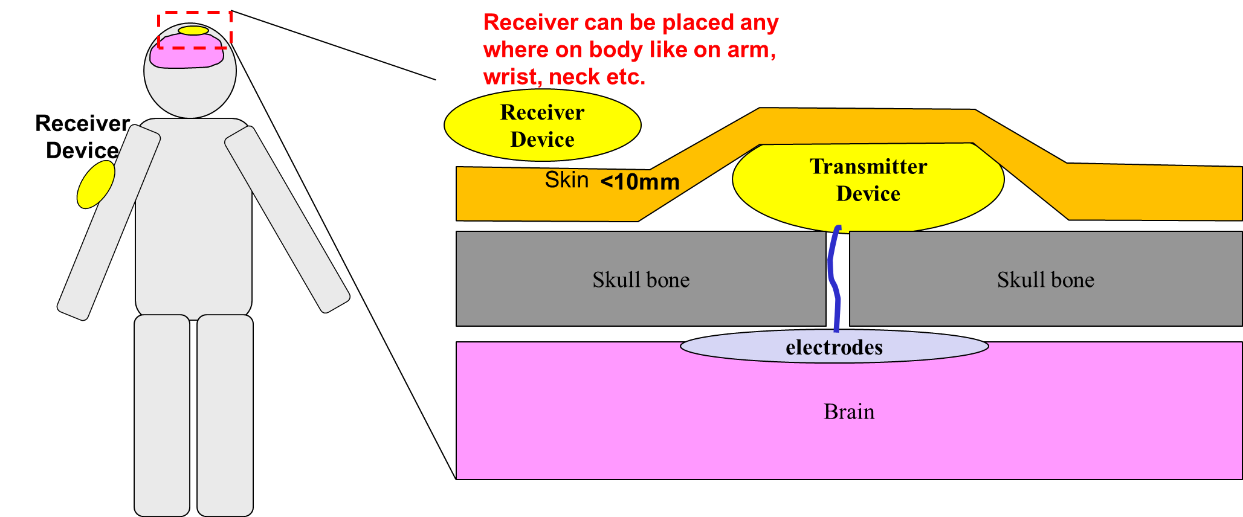 Receiver can be placed any
where on body like on arm,
wrist, neck etc.
Receiver
Device
Receiver
Device
Transmitter
Device
Skin <10mm
Skull bone
Skull bone
electrodes
Brain